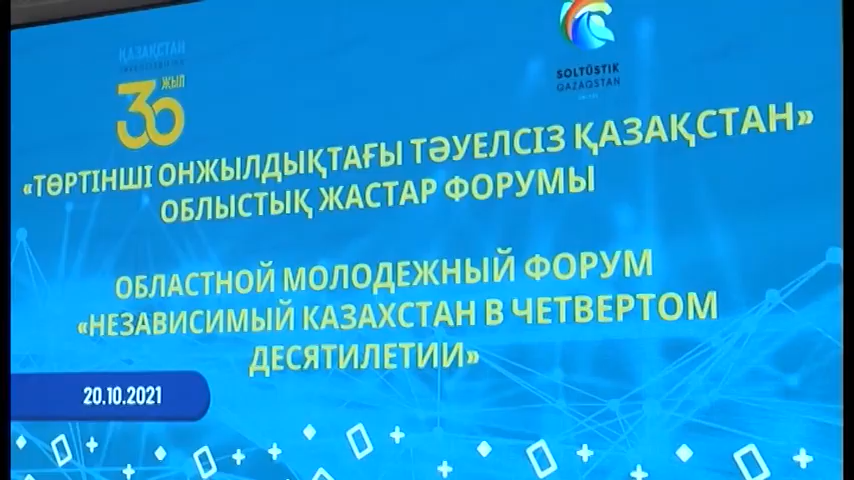 ҚАЗАҚСТАН
30 ЖЫЛ
SOLTÜSTIK
QAZAQSTAN
«ТӨРТІНШІ ОНЖЫЛДЫҚТАҒЫ ТӘУЕЛСІЗ ҚАЗАҚСТАН»
ОБЛЫСТЫҚ ЖАСТАР ФОРУМЫ
ОБЛАСТНОЙ МОЛОДЕЖНЫЙ ФОРУМ
«НЕЗАВИСИМЫЙ КАЗАХСТАН В ЧЕТВЕРТОМ
ДЕСЯТИЛЕТИИ»
20.10.2021